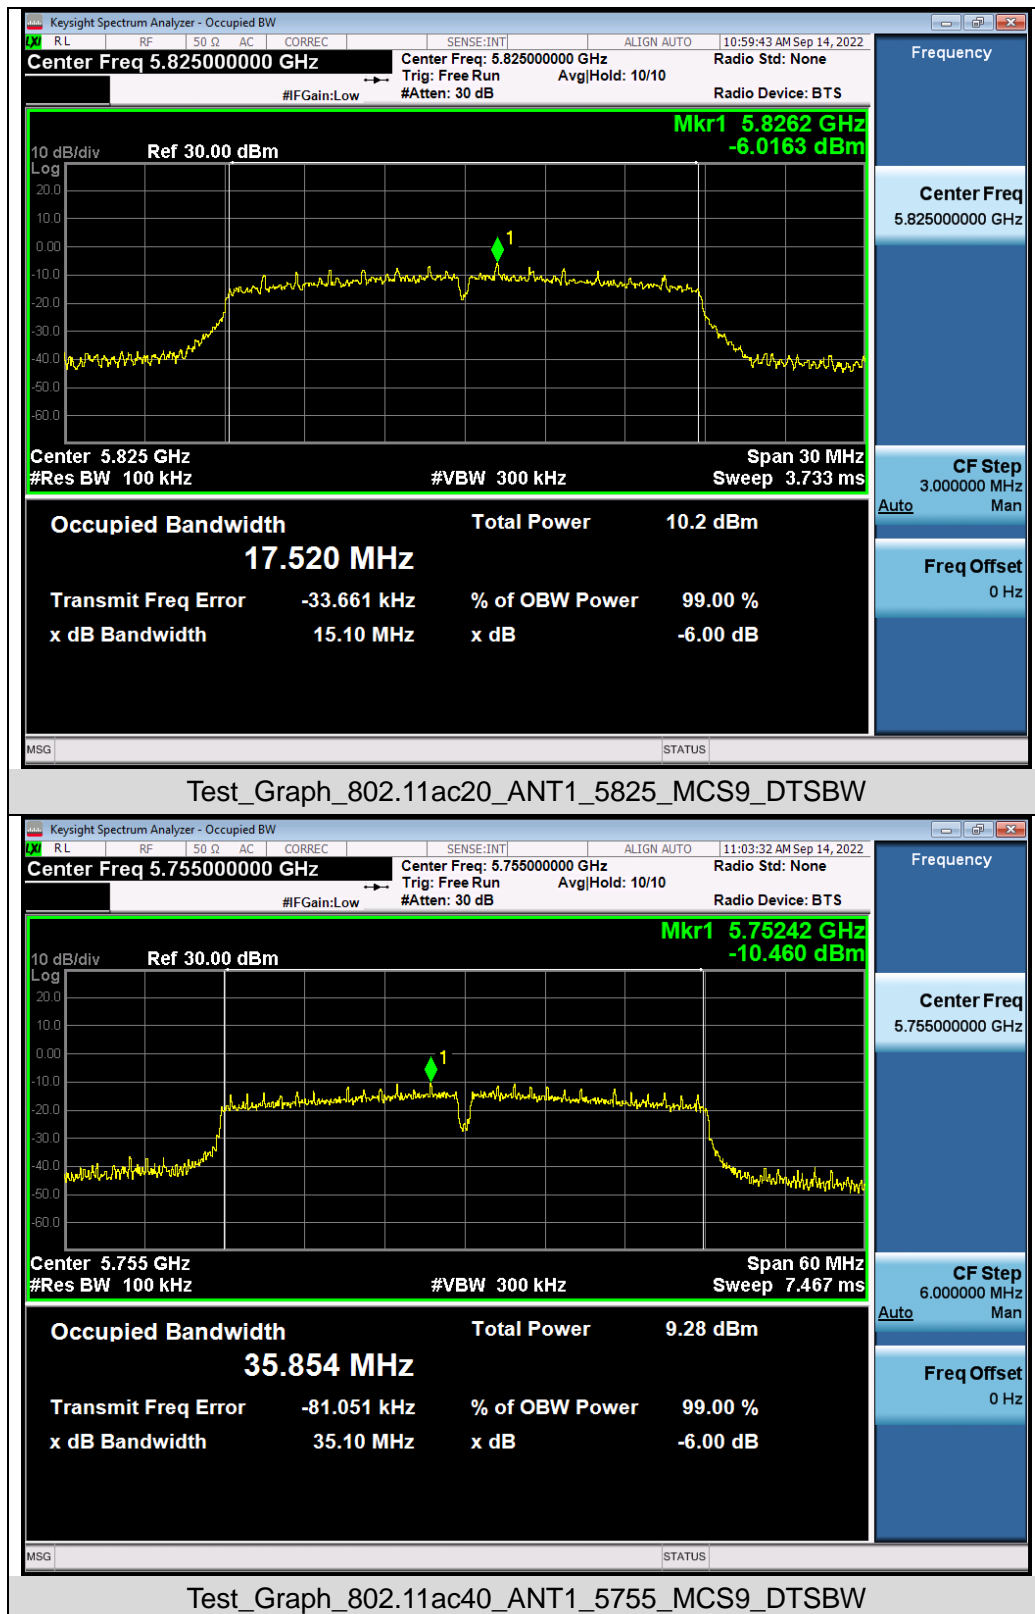 Keysight Spectrum Analyzer - Occupied BW
LXI RL RF 50 Ω AC CORREC SENSE:INT ALIGN AUTO 10:59:43 AM Sep 14, 2022
Center Freq 5.825000000 GHz
Center Freq: 5.825000000 GHz
Radio Std: None
Trig: Free Run Avg|Hold: 10/10
#IFGain:Low
#Atten: 30 dB
Radio Device: BTS
Frequency
Mkr1 5.8262 GHz
-6.0163 dBm
10 dB/div Ref 30.00 dBm
Log
20.0
10.0
0.00
-10.0
-20.0
-30.0
-40.0
-50.0
-60.0
1
Center Freq
5.825000000 GHz
Center 5.825 GHz Span 30 MHz
#Res BW 100 kHz #VBW 300 kHz Sweep 3.733 ms
CF Step
3.000000 MHz
Auto Man
Freq Offset
0 Hz
Occupied Bandwidth Total Power 10.2 dBm
17.520 MHz
Transmit Freq Error -33.661 kHz % of OBW Power 99.00 %
x dB Bandwidth 15.10 MHz x dB -6.00 dB
MSG STATUS
Test_Graph_802.11ac20_ANT1_5825_MCS9_DTSBW
Keysight Spectrum Analyzer - Occupied BW
LXI RL RF 50 Ω AC CORREC SENSE:INT ALIGN AUTO 11:03:32 AM Sep 14, 2022
Center Freq 5.755000000 GHz
Center Freq: 5.755000000 GHz
Radio Std: None
Trig: Free Run Avg|Hold: 10/10
#IFGain:Low
#Atten: 30 dB
Radio Device: BTS
Frequency
Mkr1 5.75242 GHz
-10.460 dBm
10 dB/div Ref 30.00 dBm
Log
20.0
10.0
0.00
-10.0
-20.0
-30.0
-40.0
-50.0
-60.0
1
Center Freq
5.755000000 GHz
Center 5.755 GHz Span 60 MHz
#Res BW 100 kHz #VBW 300 kHz Sweep 7.467 ms
CF Step
6.000000 MHz
Auto Man
Freq Offset
0 Hz
Occupied Bandwidth Total Power 9.28 dBm
35.854 MHz
Transmit Freq Error -81.051 kHz % of OBW Power 99.00 %
x dB Bandwidth 35.10 MHz x dB -6.00 dB
MSG STATUS
Test_Graph_802.11ac40_ANT1_5755_MCS9_DTSBW